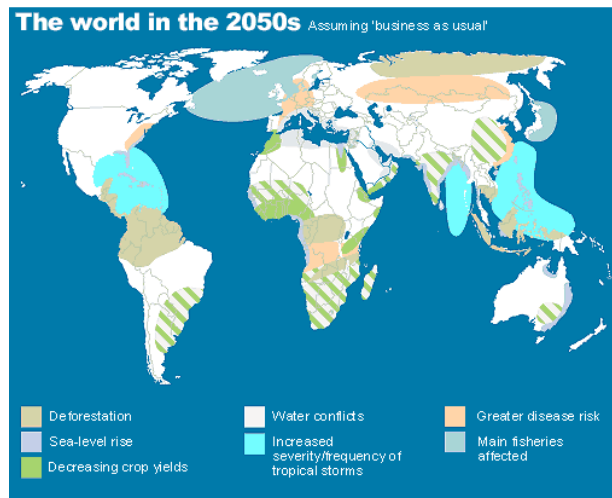 The world in the 2050s Assuming 'business as usual'
Deforestation
Sea-level rise
Decreasing crop yields
Water conflicts
Increased
severity/frequency of
tropical storms
Greater disease risk
Main fisheries
affected